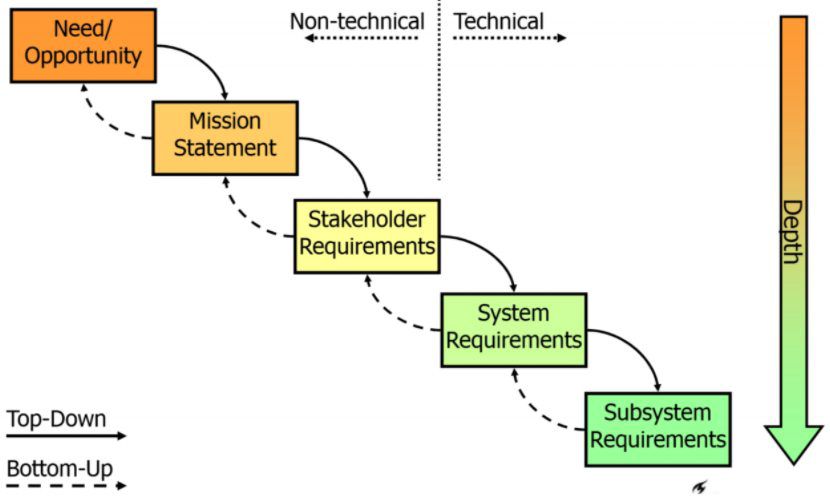 Need/
Opportunity
Non-technical
Technical
Mission
Statement
Stakeholder
Requirements
Depth
System
Requirements
Subsystem
Requirements
Top-Down
Bottom-Up